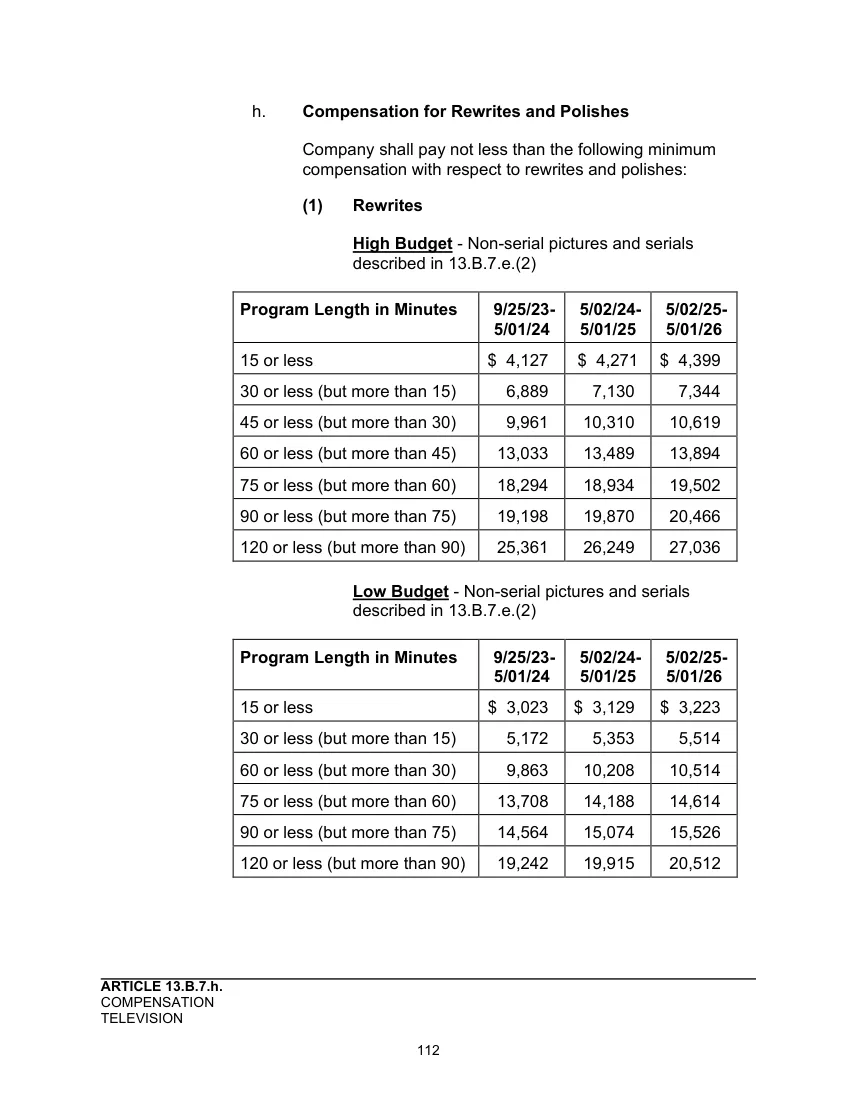 h. Compensation for Rewrites and Polishes
Company shall pay not less than the following minimum
compensation with respect to rewrites and polishes:
(1) Rewrites
High Budget - Non-serial pictures and serials
described in 13.B.7.e.(2)
Program Length in Minutes 9/25/23- 5/02/24- 5/02/25-
5/01/24 5/01/25 5/01/26
15 or less $ 4,127 $ 4,271 $ 4,399
30 or less (but more than 15) 6,889 7,130 7,344
45 or less (but more than 30) 9,961 10,310 10,619
60 or less (but more than 45) 13,033 13,489 13,894
75 or less (but more than 60) 18,294 18,934 19,502
90 or less (but more than 75) 19,198 19,870 20,466
120 or less (but more than 90) 25,361 26,249 27,036
Low Budget - Non-serial pictures and serials
described in 13.B.7.e.(2)
Program Length in Minutes 9/25/23- 5/02/24- 5/02/25-
5/01/24 5/01/25 5/01/26
15 or less $ 3,023 $ 3,129 $ 3,223
30 or less (but more than 15) 5,172 5,353 5,514
60 or less (but more than 30) 9,863 10,208 10,514
75 or less (but more than 60) 13,708 14,188 14,614
90 or less (but more than 75) 14,564 15,074 15,526
120 or less (but more than 90) 19,242 19,915 20,512
ARTICLE 13.B.7.h.
COMPENSATION
TELEVISION
112